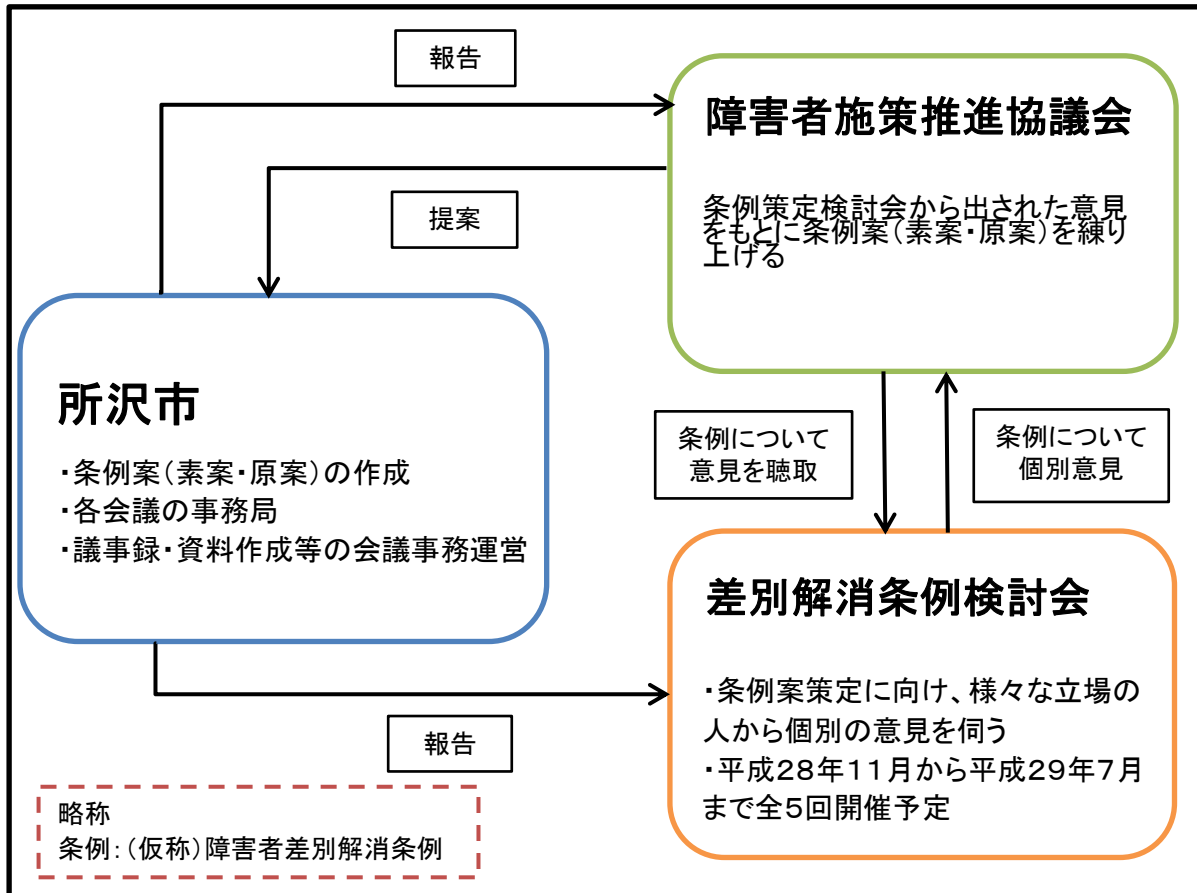 報告
障害者施策推進協議会
条例策定検討会から出された意見
をもとに条例案(素案・原案)を練り
上げる
提案
所沢市
・条例案(素案・原案)の作成
・各会議の事務局
・議事録・資料作成等の会議事務運営
条例について
意見を聴取
条例について
個別意見
差別解消条例検討会
・条例案策定に向け、様々な立場の
人から個別の意見を伺う
・平成28年11月から平成29年7月
まで全5回開催予定
報告
略称
条例:(仮称)障害者差別解消条例